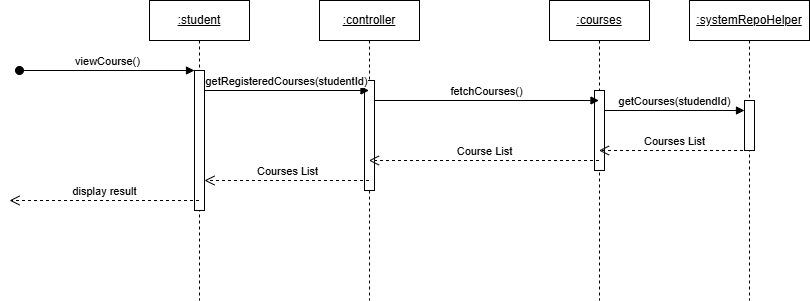 :student
:controller
:courses
:systemRepoHelper
viewCourse()
getRegisteredCourses(studentId)
fetchCourses()
getCourses(studendId)
Courses List
Course List
Courses List
display result